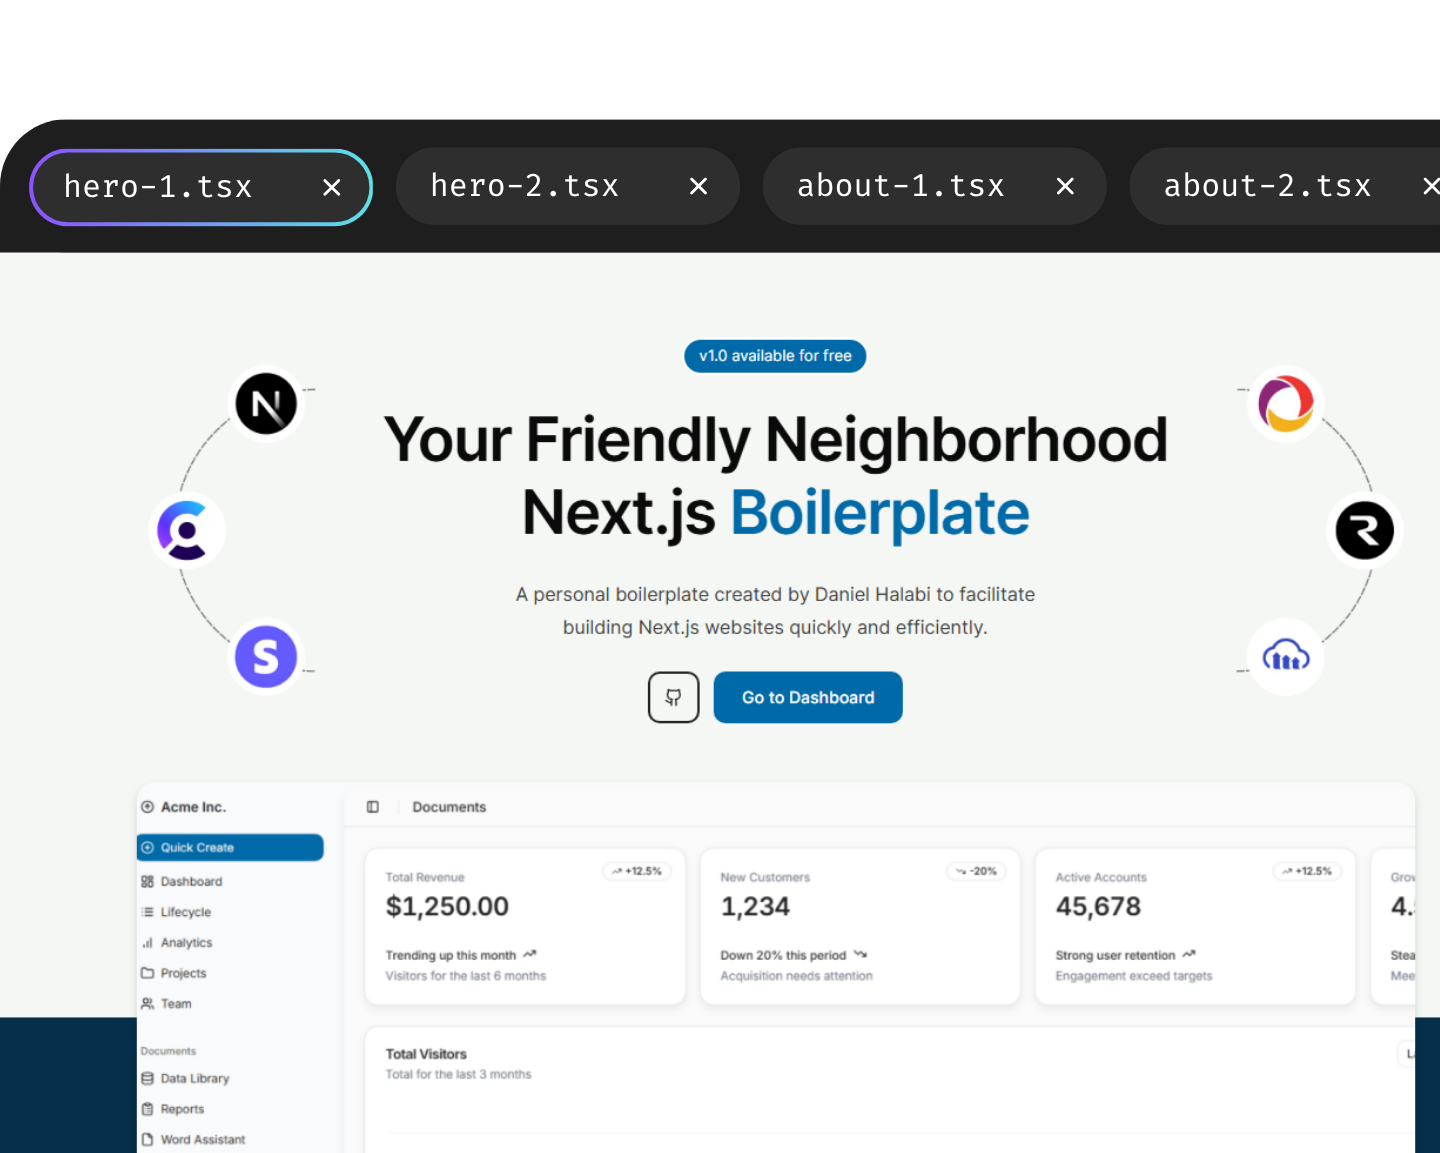 hero-1.tsx
hero-2.tsx
about-1.tsx
about-2.tsx
v1.0 available for free
Your Friendly Neighborhood
Next.js Boilerplate
A personal boilerplate created by Daniel Halabi to facilitate
building Next.js websites quickly and efficiently.
Go to Dashboard
Acme Inc.
Quick Create
Dashboard
Lifecycle
Analytics
Projects
Team
Documents
Data Library
Reports
Word Assistant
Documents
Total Revenue
+12.5%
$1,250.00
Trending up this month
Visitors for the last 6 months
New Customers
-20%
1,234
Down 20% this period
Acquisition needs attention
Active Accounts
+12.5%
45,678
Strong user retention
Engagement exceed targets
Total Visitors
Total for the last 3 months